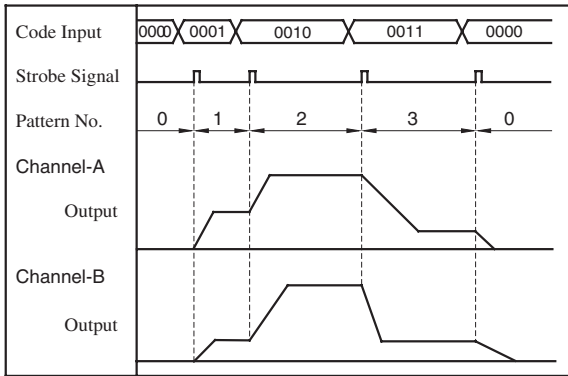 Code Input 0000 0001 0010 0011 0000
Strobe Signal
Pattern No. 0 1 2 3 0
Channel-A
Output
Channel-B
Output